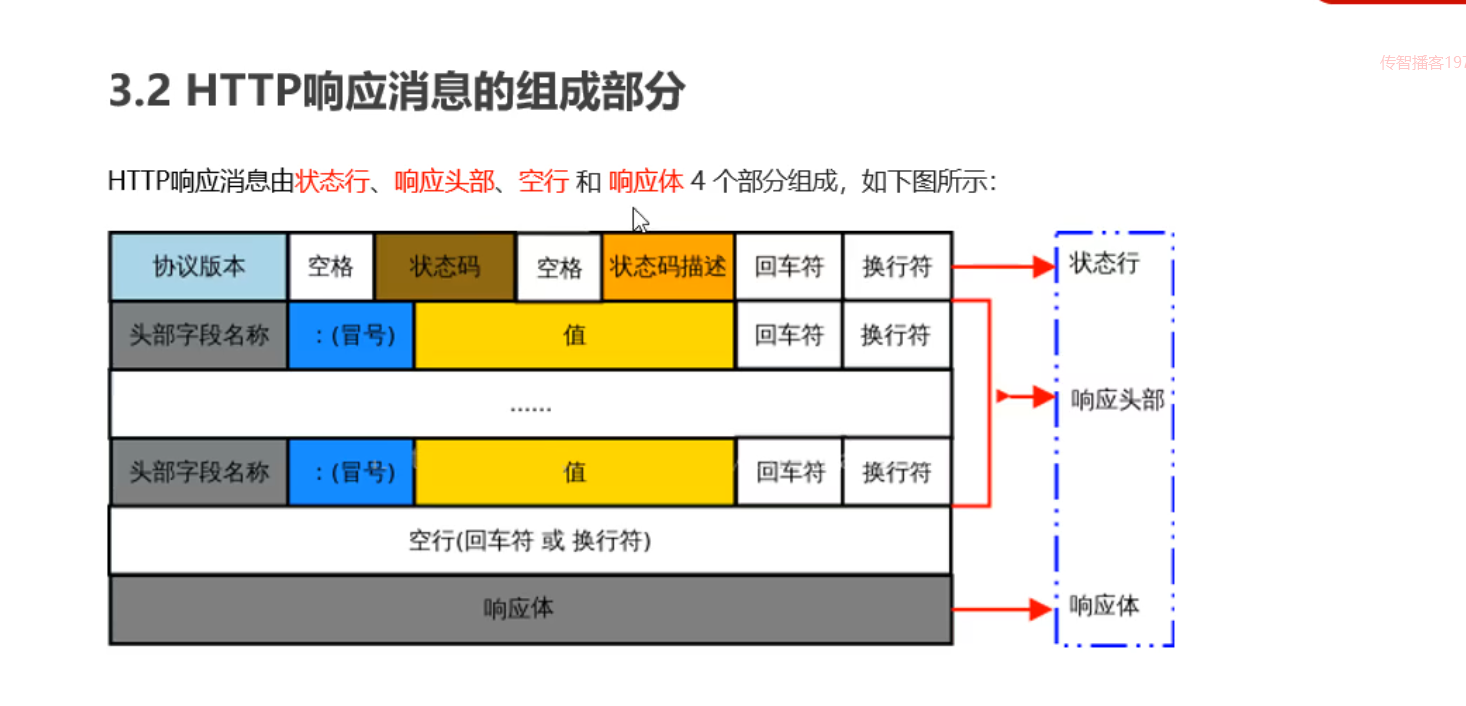 传智播客197
3.2 HTTP响应消息的组成部分
HTTP响应消息由状态行、响应头部、空行 和 响应体 4 个部分组成，如下图所示：
协议版本 空格 状态码 空格 状态码描述 回车符 换行符 状态行
头部字段名称 ：(冒号) 值 回车符 换行符
...... 响应头部
头部字段名称 ：(冒号) 值 回车符 换行符
空行(回车符 或 换行符)
响应体 响应体